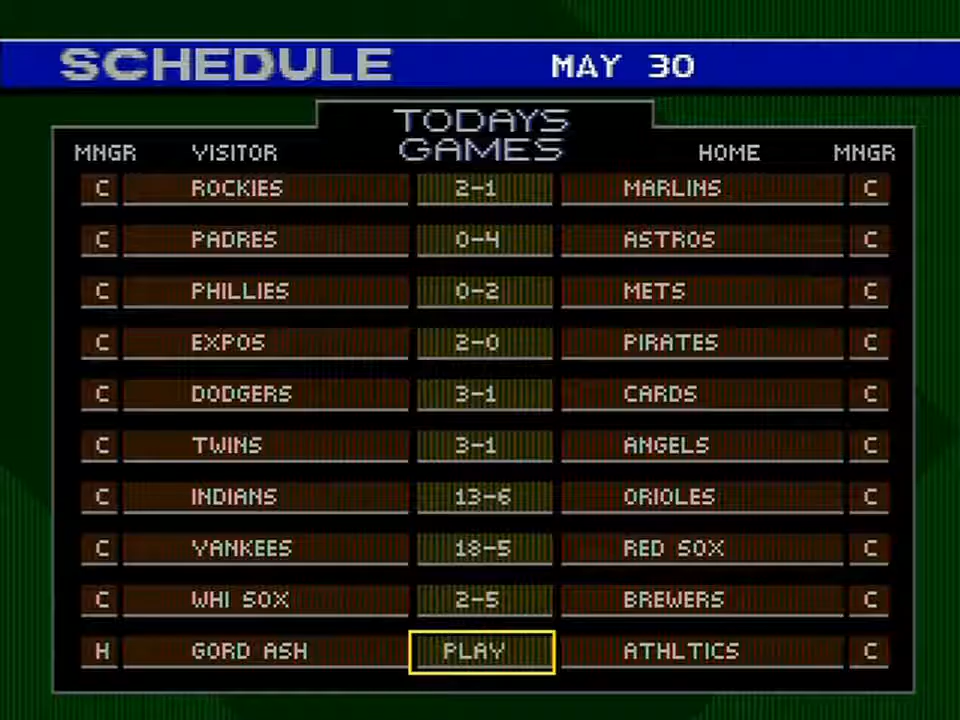 SCHEDULE MAY 30
TODAYS
GAMES
MNGR VISITOR HOME MNGR
C ROCKIES 2-1 MARLINS C
C PADRES 0-4 ASTROS C
C PHILLIES 0-2 METS C
C EXPOS 2-0 PIRATES C
C DODGERS 3-1 CARDS C
C TWINS 3-1 ANGELS C
C INDIANS 13-6 ORIOLES C
C YANKEES 18-5 RED SOX C
C WHI SOX 2-5 BREWERS C
H GORD ASH PLAY ATHLTICS C